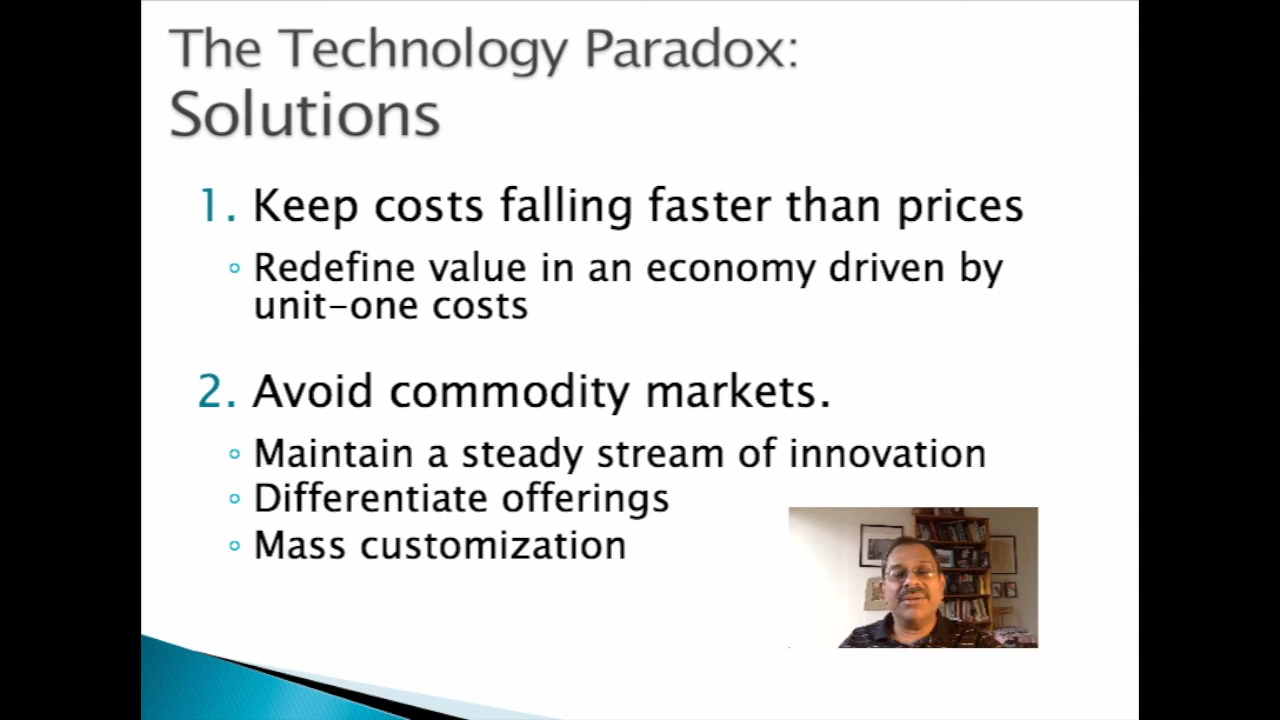 The Technology Paradox:
Solutions
1. Keep costs falling faster than prices
Redefine value in an economy driven by
unit-one costs
2. Avoid commodity markets.
Maintain a steady stream of innovation
Differentiate offerings
Mass customization